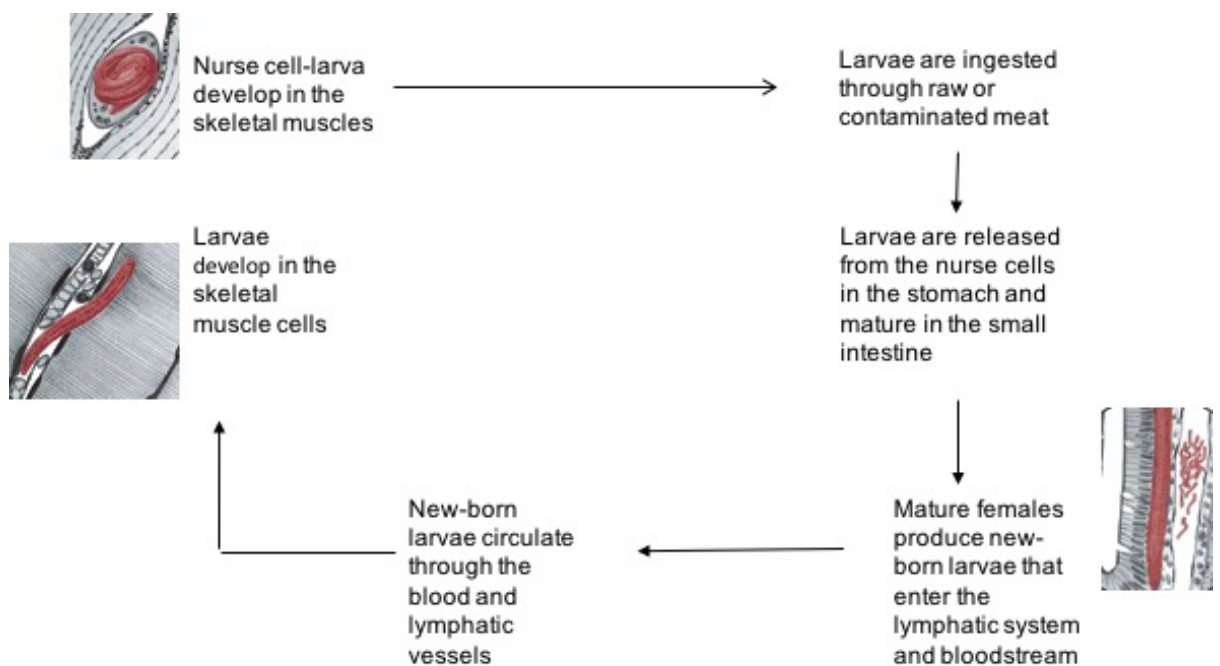 Nurse cell-larva
develop in the
skeletal muscles
Larvae are ingested
through raw or
contaminated meat
Larvae are released
from the nurse cells
in the stomach and
mature in the small
intestine
Mature females
produce new-
born larvae that
enter the
lymphatic system
and bloodstream
New-born
larvae circulate
through the
blood and
lymphatic
vessels
Larvae
develop in the
skeletal
muscle cells